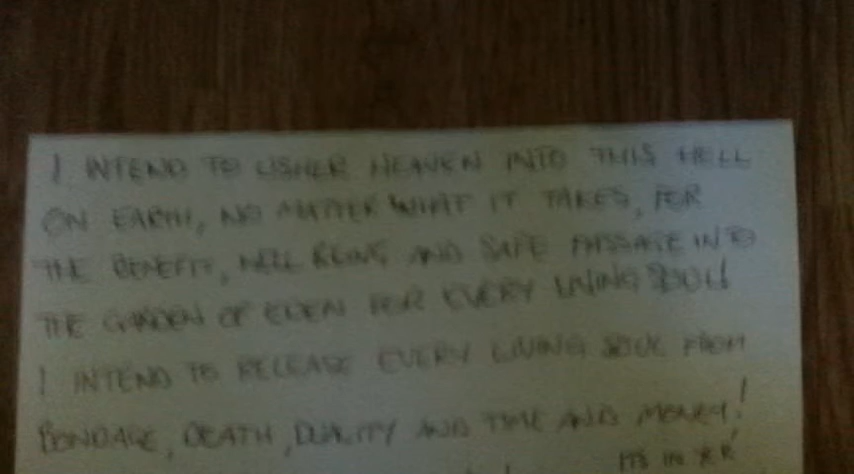 I INTEND TO USHER HEAVEN INTO THIS HELL
ON EARTH, NO MATTER WHAT IT TAKES, FOR
THE BENEFIT, WELL BEING AND SAFE PASSAGE INTO
THE GARDEN OF EDEN FOR EVERY LIVING SOUL!
I INTEND TO RELEASE EVERY LIVING SOUL FROM
BONDAGE, DEATH, DUALITY AND TIME AND MONEY!